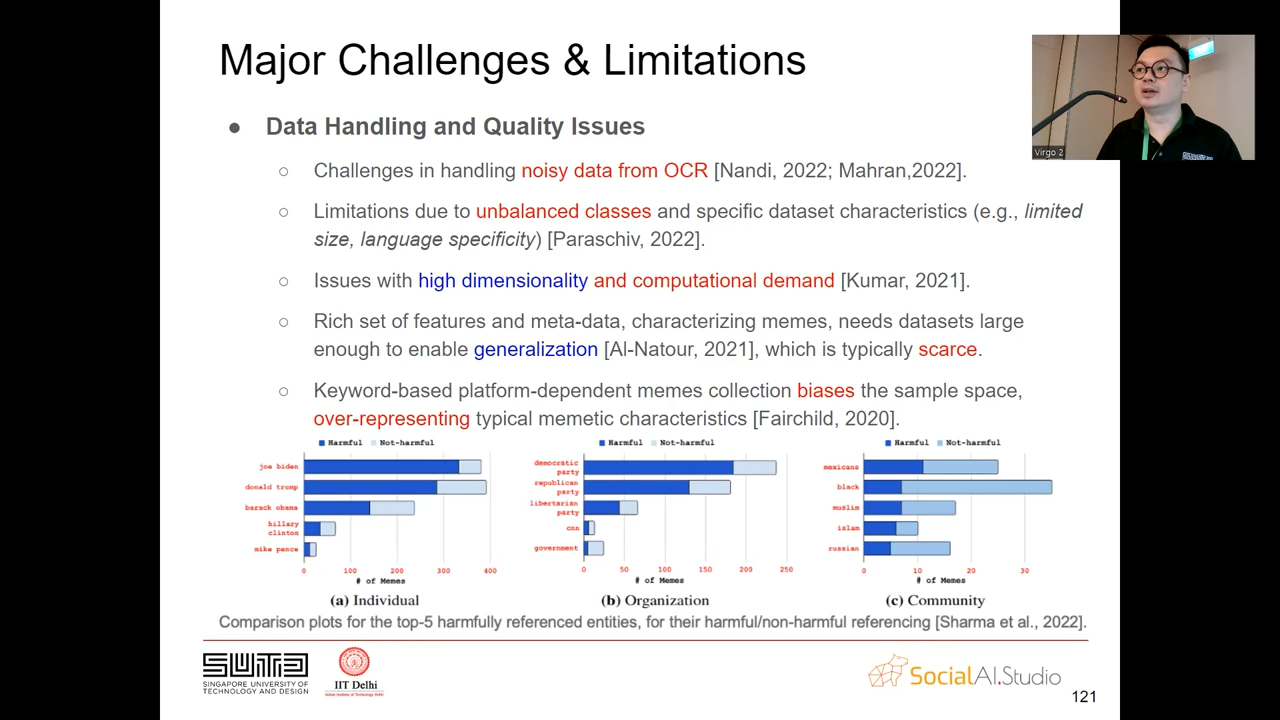 Major Challenges & Limitations
Virgo 2
● Data Handling and Quality Issues
○ Challenges in handling noisy data from OCR [Nandi, 2022; Mahran,2022].
○ Limitations due to unbalanced classes and specific dataset characteristics (e.g., limited
size, language specificity) [Paraschiv, 2022].
○ Issues with high dimensionality and computational demand [Kumar, 2021].
○ Rich set of features and meta-data, characterizing memes, needs datasets large
enough to enable generalization [Al-Natour, 2021], which is typically scarce.
○ Keyword-based platform-dependent memes collection biases the sample space,
over-representing typical memetic characteristics [Fairchild, 2020].
Harmful Not-harmful
joe biden
donald trump
barack obama
hillary
clinton
mike pence
0 100 200 300 400
# of Memes
(a) Individual
Harmful Not-harmful
democratic
party
republican
party
libertarian
party
cnn
government
0 50 100 150 200 250
# of Memes
(b) Organization
Harmful Not-harmful
mexicans
black
muslim
islam
russian
0 10 20 30
# of Memes
(c) Community
Comparison plots for the top-5 harmfully referenced entities, for their harmful/non-harmful referencing [Sharma et al., 2022].
SUTD
SINGAPORE UNIVERSITY OF
TECHNOLOGY AND DESIGN
IIT Delhi
Indian Institute of Technology Delhi
SocialAI.Studio
121